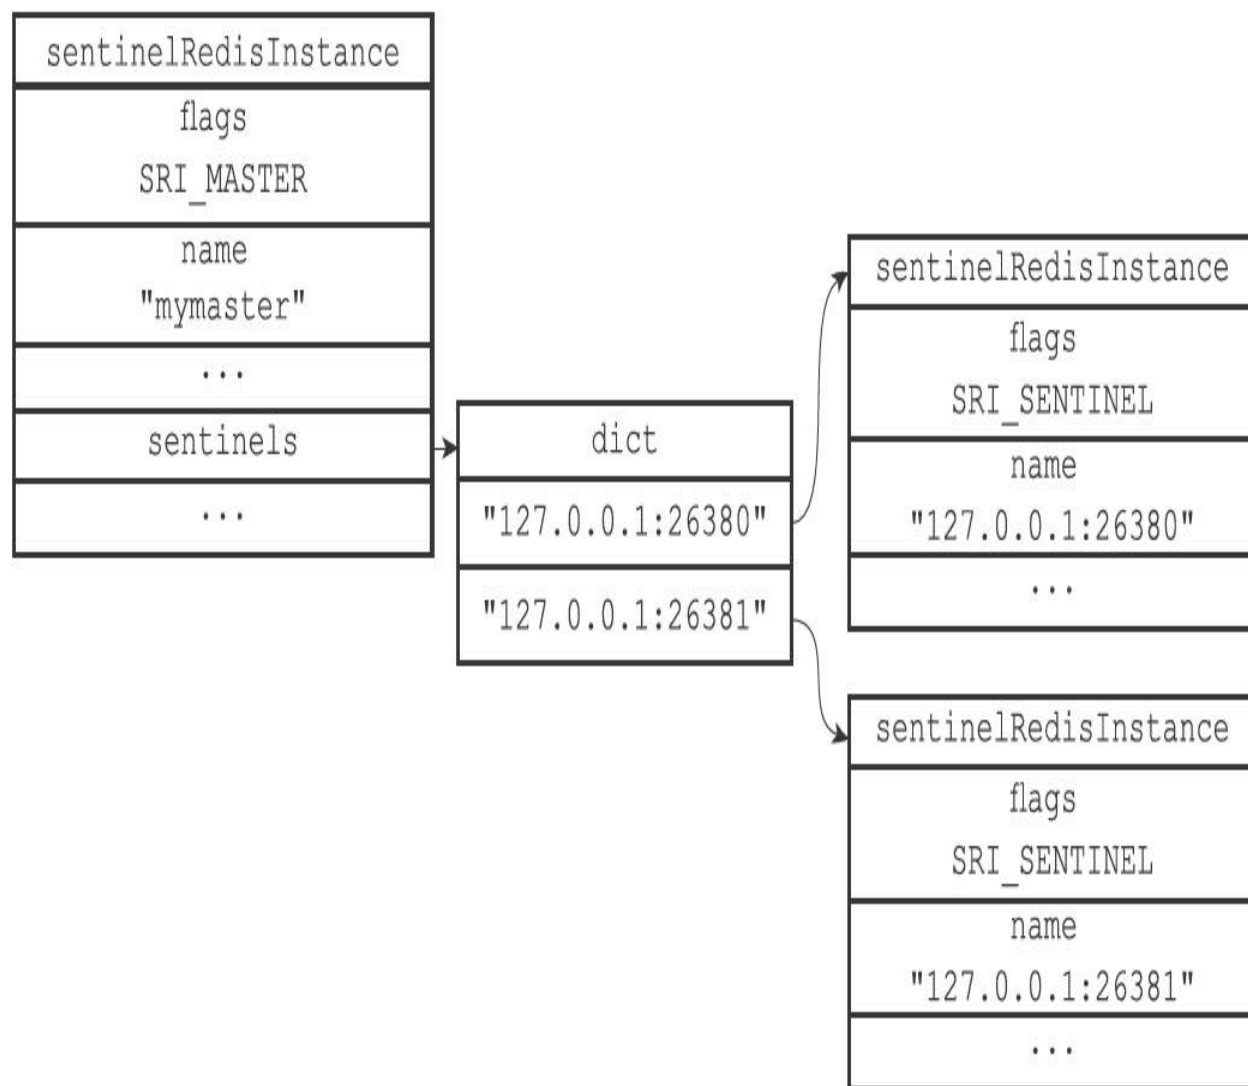 sentinelRedisInstance
flags
SRI_MASTER
name
"mymaster"
...
sentinels
...
dict
"127.0.0.1:26380"
"127.0.0.1:26381"
sentinelRedisInstance
flags
SRI_SENTINEL
name
"127.0.0.1:26380"
...
sentinelRedisInstance
flags
SRI_SENTINEL
name
"127.0.0.1:26381"
...